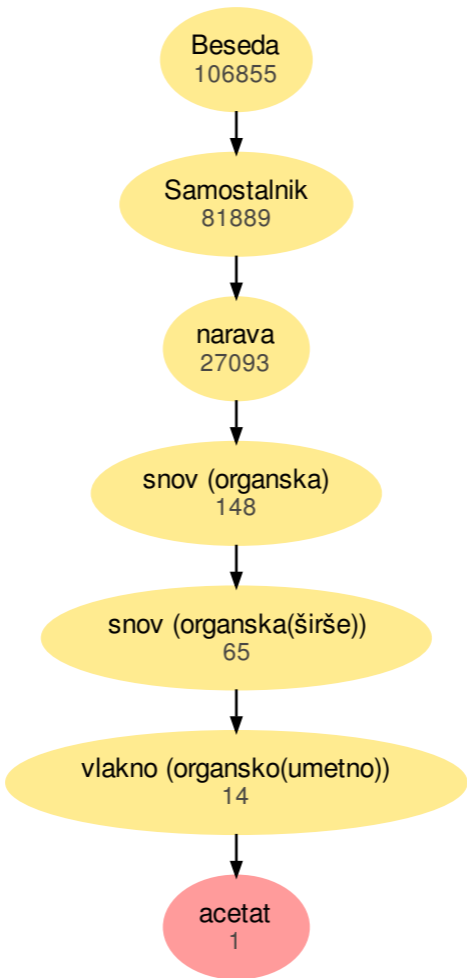 Beseda
106855
Samostalnik
81889
narava
27093
snov (organska)
148
snov (organska(širše))
65
vlakno (organsko(umetno))
14
acetat
1